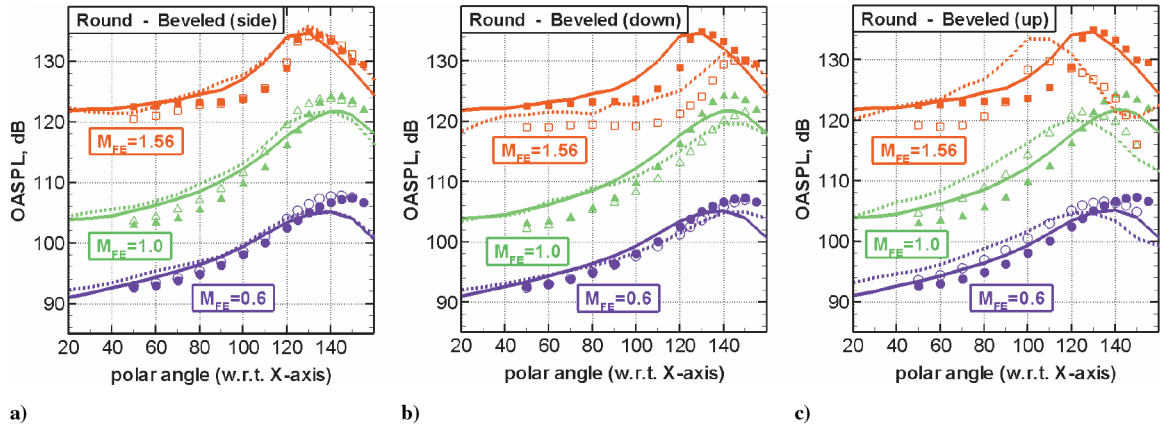 Round - Beveled (side)
130
120
110
100
90
OASPL, dB
M_FE=1.56
M_FE=1.0
M_FE=0.6
20 40 60 80 100 120 140
polar angle (w.r.t. X-axis)
a)
Round - Beveled (down)
130
120
110
100
90
OASPL, dB
M_FE=1.56
M_FE=1.0
M_FE=0.6
20 40 60 80 100 120 140
polar angle (w.r.t. X-axis)
b)
Round - Beveled (up)
130
120
110
100
90
OASPL, dB
M_FE=1.56
M_FE=1.0
M_FE=0.6
20 40 60 80 100 120 140
polar angle (w.r.t. X-axis)
c)